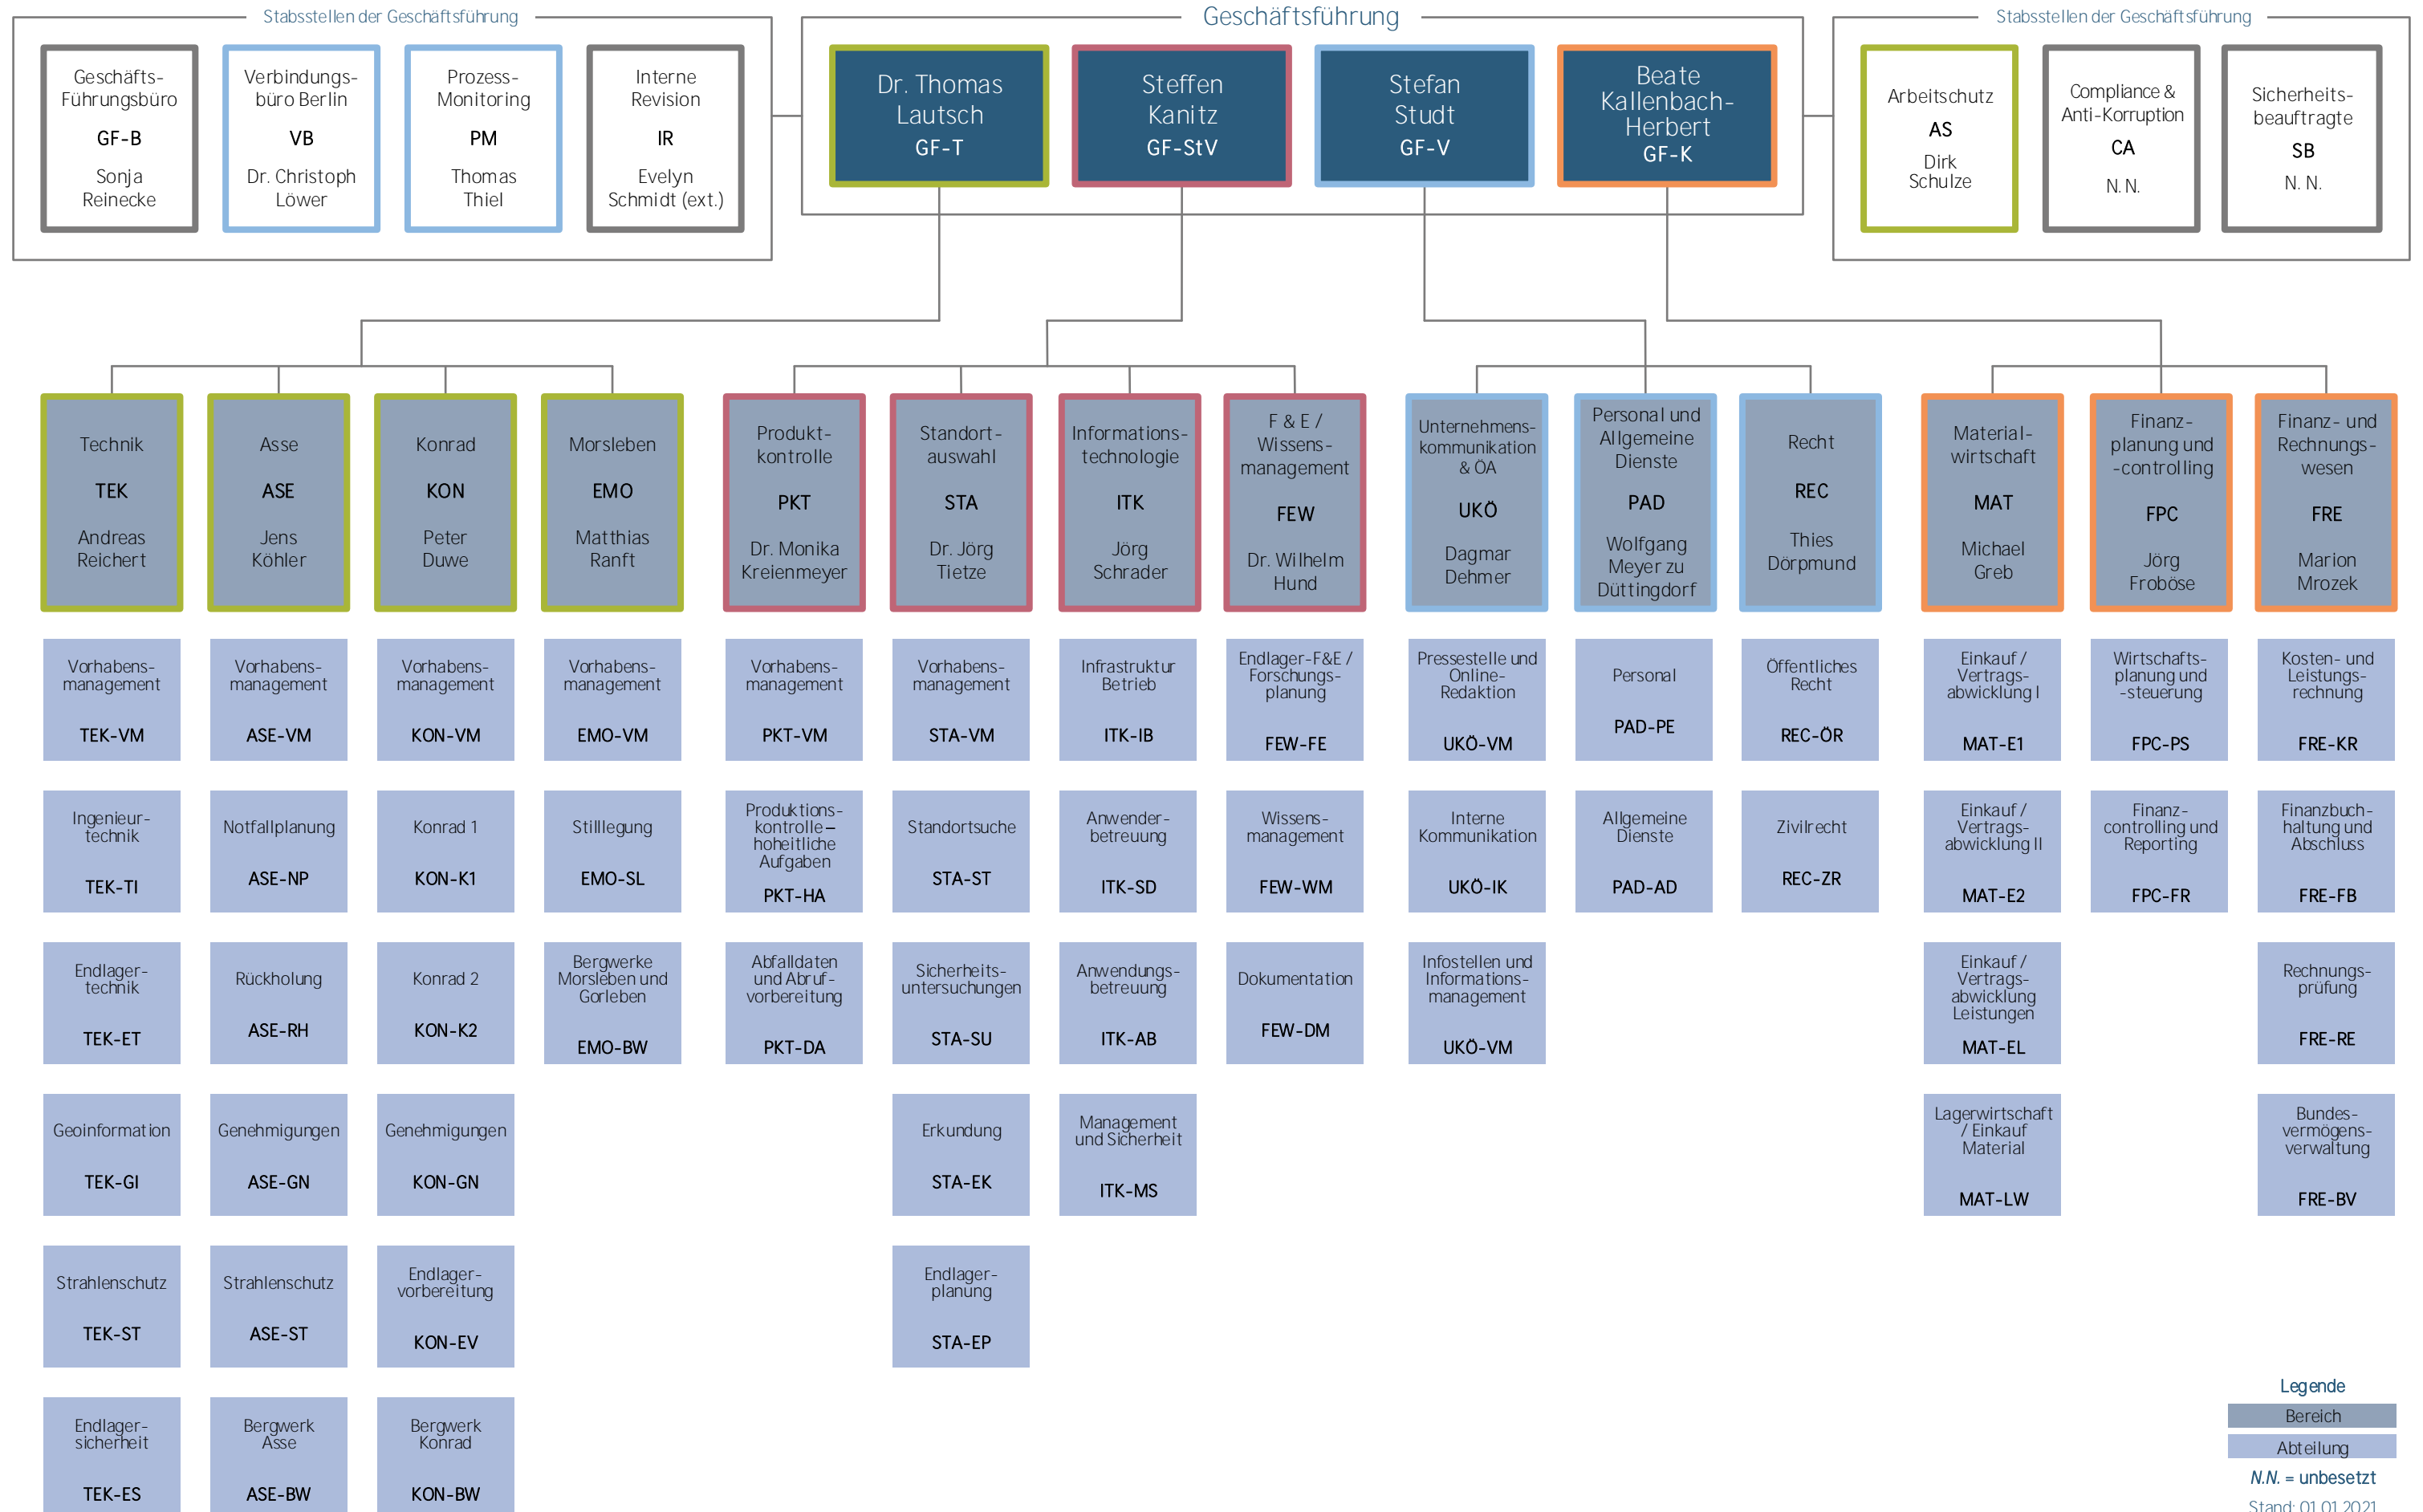 Stabsstellen der Geschäftsführung
Geschäfts-
Führungsbüro
GF-B
Sonja
Reinecke
Verbindungs-
büro Berlin
VB
Dr. Christoph
Löwer
Prozess-
Monitoring
PM
Thomas
Thiel
Interne
Revision
IR
Evelyn
Schmidt (ext.)
Geschäftsführung
Dr. Thomas
Lautsch
GF-T
Steffen
Kanitz
GF-StV
Stefan
Studt
GF-V
Beate
Kallenbach-
Herbert
GF-K
Stabsstellen der Geschäftsführung
Arbeitschutz
AS
Dirk
Schulze
Compliance &
Anti-Korruption
CA
N. N.
Sicherheits-
beauftragte
SB
N. N.
Technik
TEK
Andreas
Reichert
Asse
ASE
Jens
Köhler
Konrad
KON
Peter
Duwe
Morsleben
EMO
Matthias
Ranft
Produkt-
kontrolle
PKT
Dr. Monika
Kreienmeyer
Standort-
auswahl
STA
Dr. Jörg
Tietze
Informations-
technologie
ITK
Jörg
Schrader
F & E /
Wissens-
management
FEW
Dr. Wilhelm
Hund
Unternehmens-
kommunikation
& ÖA
UKÖ
Dagmar
Dehmer
Personal und
Allgemeine
Dienste
PAD
Wolfgang
Meyer zu
Düttingdorf
Recht
REC
Thies
Dörpmund
Material-
wirtschaft
MAT
Michael
Greb
Finanz-
planung und
-controlling
FPC
Jörg
Froböse
Finanz- und
Rechnungs-
wesen
FRE
Marion
Mrozek
Vorhabens-
management
TEK-VM
Vorhabens-
management
ASE-VM
Vorhabens-
management
KON-VM
Vorhabens-
management
EMO-VM
Vorhabens-
management
PKT-VM
Vorhabens-
management
STA-VM
Infrastruktur
Betrieb
ITK-IB
Endlager-F&E /
Forschungs-
planung
FEW-FE
Pressestelle und
Online-
Redaktion
UKÖ-VM
Personal
PAD-PE
Öffentliches
Recht
REC-ÖR
Einkauf /
Vertrags-
abwicklung I
MAT-E1
Wirtschafts-
planung und
-steuerung
FPC-PS
Kosten- und
Leistungs-
rechnung
FRE-KR
Ingenieur-
technik
TEK-TI
Notfallplanung
ASE-NP
Konrad 1
KON-K1
Stilllegung
EMO-SL
Produktions-
kontrolle –
hoheitliche
Aufgaben
PKT-HA
Standortsuche
STA-ST
Anwender-
betreuung
ITK-SD
Wissens-
management
FEW-WM
Interne
Kommunikation
UKÖ-IK
Allgemeine
Dienste
PAD-AD
Zivilrecht
REC-ZR
Einkauf /
Vertrags-
abwicklung II
MAT-E2
Finanz-
controlling und
Reporting
FPC-FR
Finanzbuch-
haltung und
Abschluss
FRE-FB
Endlager-
technik
TEK-ET
Rückholung
ASE-RH
Konrad 2
KON-K2
Bergwerke
Morsleben und
Gorleben
EMO-BW
Abfalldaten
und Abruf-
vorbereitung
PKT-DA
Sicherheits-
untersuchungen
STA-SU
Anwendungs-
betreuung
ITK-AB
Dokumentation
FEW-DM
Infostellen und
Informations-
management
UKÖ-VM
Einkauf /
Vertrags-
abwicklung
Leistungen
MAT-EL
Rechnungs-
prüfung
FRE-RE
Geoinformation
TEK-GI
Genehmigungen
ASE-GN
Genehmigungen
KON-GN
Erkundung
STA-EK
Management
und Sicherheit
ITK-MS
Lagerwirtschaft
/ Einkauf
Material
MAT-LW
Bundes-
vermögens-
verwaltung
FRE-BV
Strahlenschutz
TEK-ST
Strahlenschutz
ASE-ST
Endlager-
vorbereitung
KON-EV
Endlager-
planung
STA-EP
Endlager-
sicherheit
TEK-ES
Bergwerk
Asse
ASE-BW
Bergwerk
Konrad
KON-BW
Legende
Bereich
Abteilung
N.N. = unbesetzt
Stand: 01.01.2021